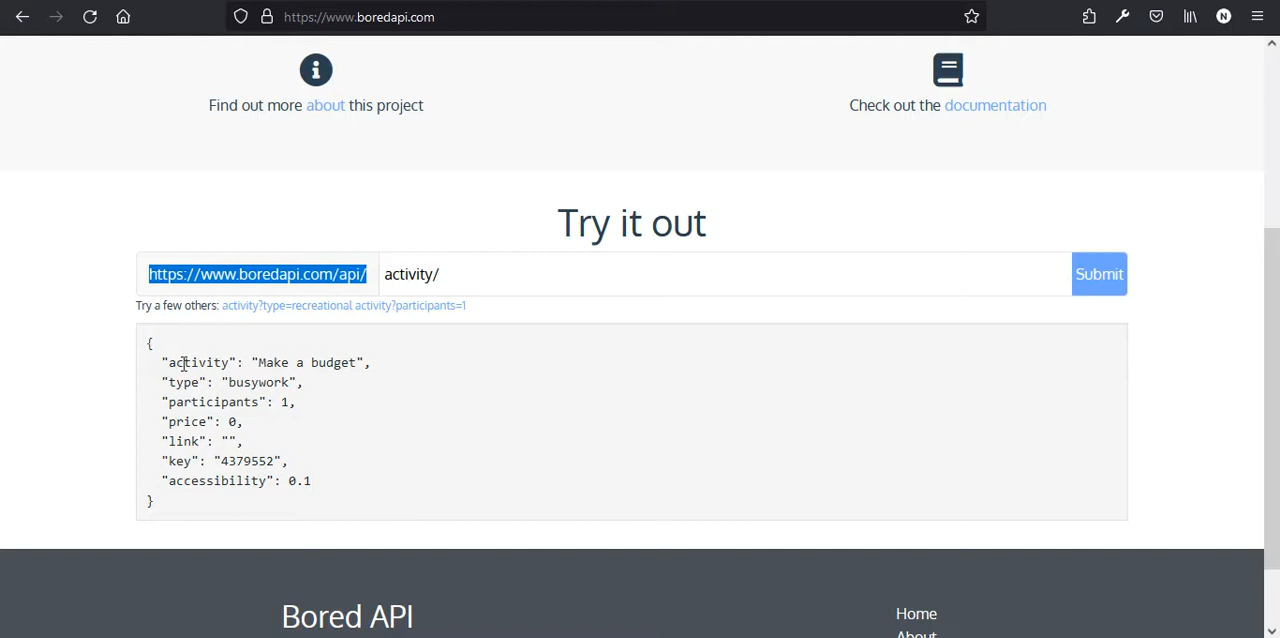 https://www.boredapi.com
N
Find out more about this project
Check out the documentation
Try it out
https://www.boredapi.com/api/ activity/ Submit
Try a few others: activity?type=recreational activity?participants=1
{
"activity": "Make a budget",
"type": "busywork",
"participants": 1,
"price": 0,
"link": "",
"key": "4379552",
"accessibility": 0.1
}
Bored API
Home
About